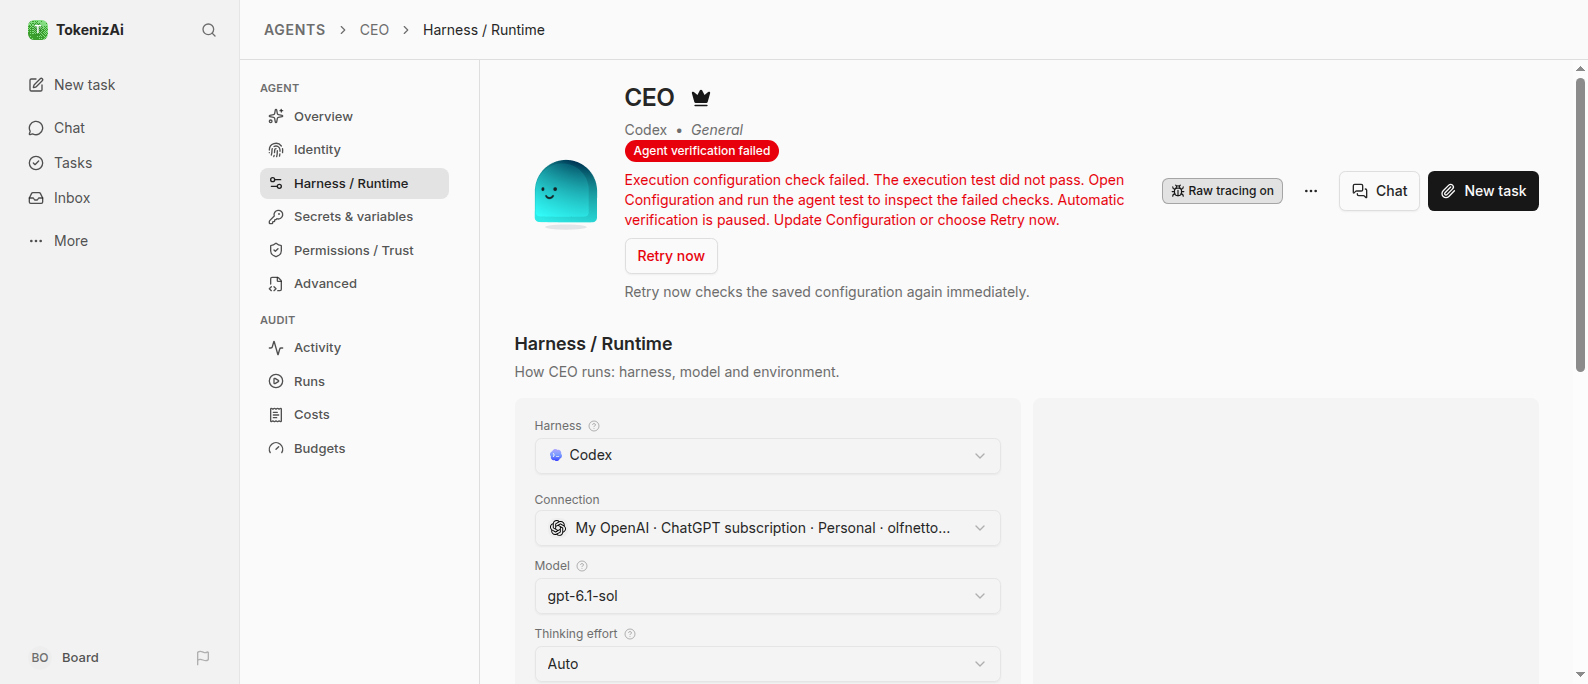 TokenizAi
New task
Chat
Tasks
Inbox
More
BO Board
AGENTS > CEO > Harness / Runtime
AGENT
Overview
Identity
Harness / Runtime
Secrets & variables
Permissions / Trust
Advanced
AUDIT
Activity
Runs
Costs
Budgets
CEO
Codex • General
Agent verification failed
Execution configuration check failed. The execution test did not pass. Open
Configuration and run the agent test to inspect the failed checks. Automatic
verification is paused. Update Configuration or choose Retry now.
Retry now
Retry now checks the saved configuration again immediately.
Raw tracing on
Chat
New task
Harness / Runtime
How CEO runs: harness, model and environment.
Harness
Codex
Connection
My OpenAI · ChatGPT subscription · Personal · olfnetto...
Model
gpt-6.1-sol
Thinking effort
Auto